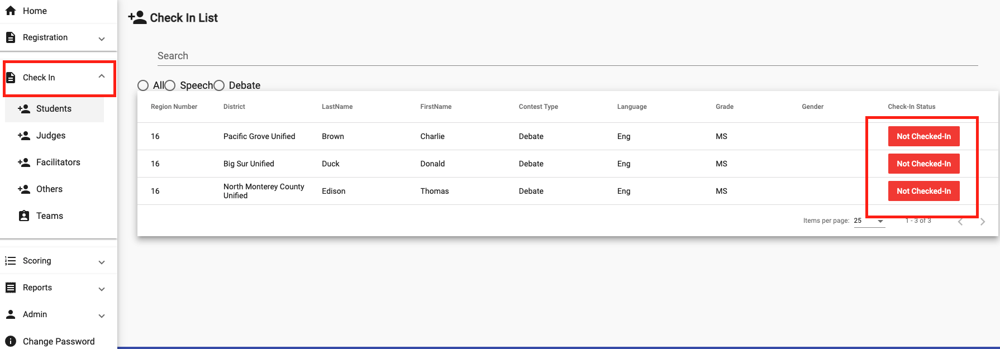 Home
Registration
Check In
Students
Judges
Facilitators
Others
Teams
Scoring
Reports
Admin
Change Password
Check In List
Search
All Speech Debate
Region Number District LastName FirstName Contest Type Language Grade Gender Check-In Status
16 Pacific Grove Unified Brown Charlie Debate Eng MS Not Checked-In
16 Big Sur Unified Duck Donald Debate Eng MS Not Checked-In
16 North Monterey County Unified Edison Thomas Debate Eng MS Not Checked-In
Items per page: 25 1 - 3 of 3